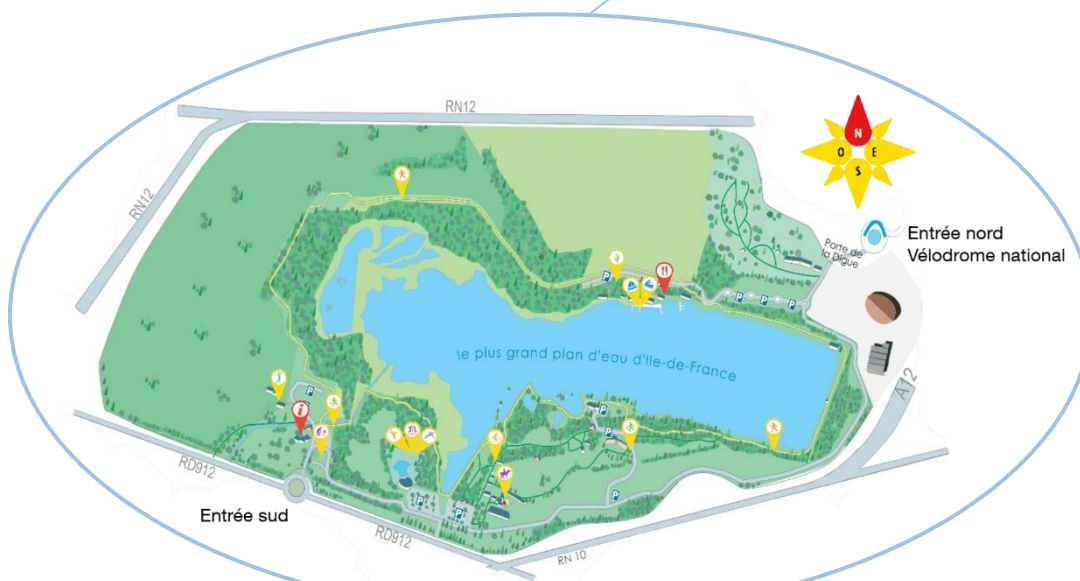 RN12
RN12
N
O
E
S
Entrée nord
Vélodrome national
Porte de
la Digue
P
P
P
P
le plus grand plan d'eau d'Ile-de-France
A12
P
P
i
RD912
Entrée sud
P
P
P
RD912
RN 10